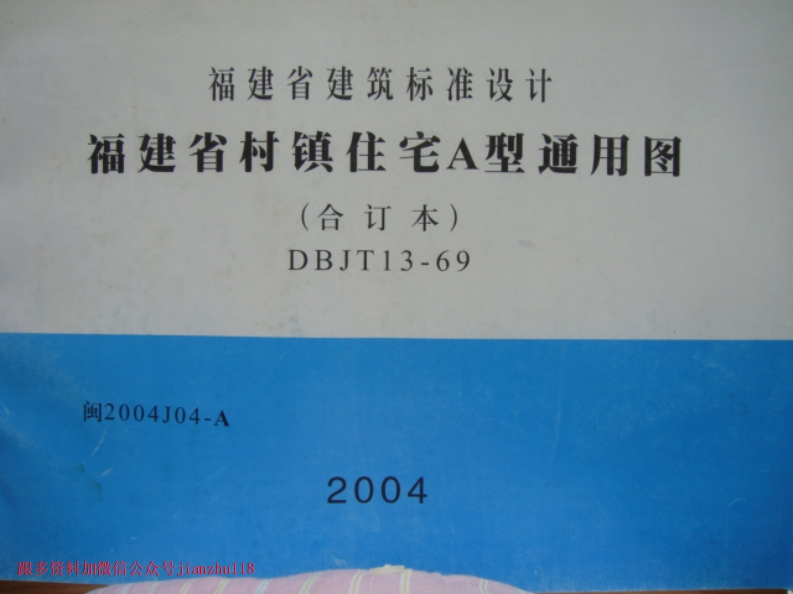 福建省建筑标准设计
福建省村镇住宅A型通用图
(合订本)
DBJT13-69
闽2004J04-A
2004
跟多资料加微信公众号jianzhu118